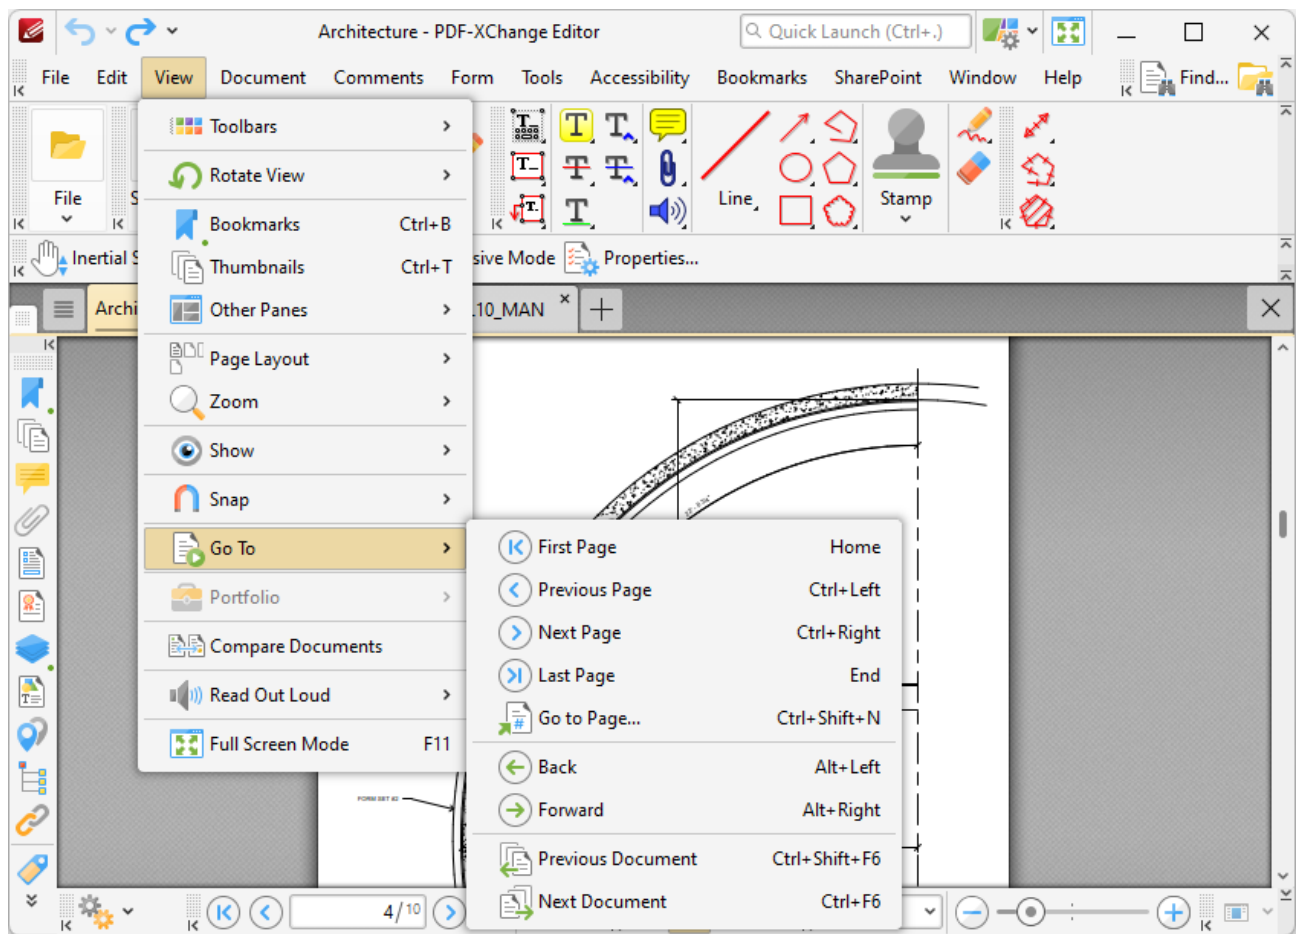 Architecture - PDF-XChange Editor
Quick Launch (Ctrl+.)
File Edit View Document Comments Form Tools Accessibility Bookmarks SharePoint Window Help Find...
Toolbars
Rotate View
Bookmarks Ctrl+B
Thumbnails Ctrl+T
Other Panes
Page Layout
Zoom
Show
Snap
Go To
Portfolio
Compare Documents
Read Out Loud
Full Screen Mode F11
File
S
Line
Stamp
Inertial S
sive Mode Properties...
Archi
10_MAN
First Page Home
Previous Page Ctrl+Left
Next Page Ctrl+Right
Last Page End
Go to Page... Ctrl+Shift+N
Back Alt+Left
Forward Alt+Right
Previous Document Ctrl+Shift+F6
Next Document Ctrl+F6
FORM SET #2
4/10